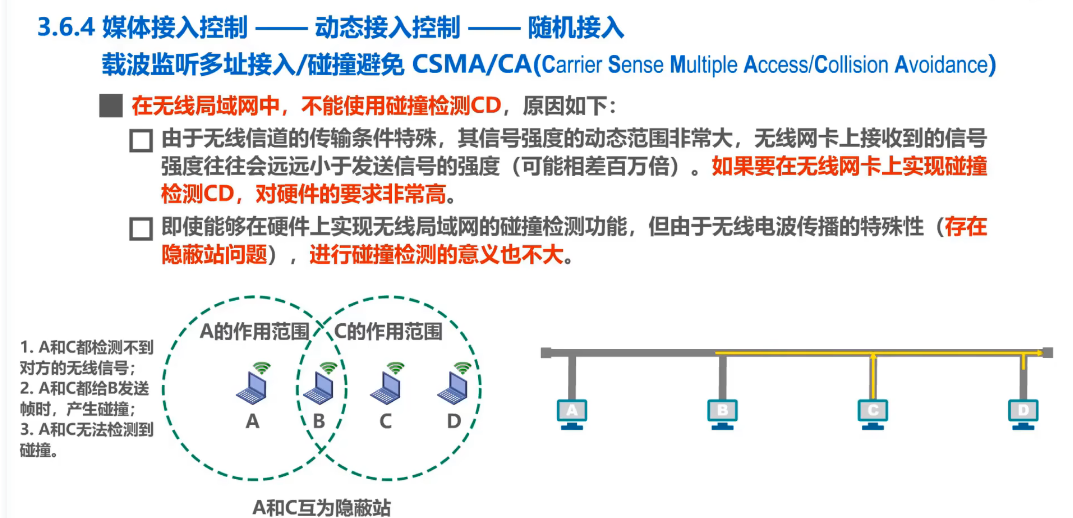 3.6.4 媒体接入控制 —— 动态接入控制 —— 随机接入
载波监听多址接入/碰撞避免 CSMA/CA(Carrier Sense Multiple Access/Collision Avoidance)
在无线局域网中，不能使用碰撞检测CD，原因如下：
由于无线信道的传输条件特殊，其信号强度的动态范围非常大，无线网卡上接收到的信号
强度往往会远远小于发送信号的强度（可能相差百万倍）。如果要在无线网卡上实现碰撞
检测CD，对硬件的要求非常高。
即使能够在硬件上实现无线局域网的碰撞检测功能，但由于无线电波传播的特殊性（存在
隐蔽站问题），进行碰撞检测的意义也不大。
1. A和C都检测不到
对方的无线信号；
2. A和C都给B发送
帧时，产生碰撞；
3. A和C无法检测到
碰撞。
A的作用范围
C的作用范围
A
B
C
D
A和C互为隐蔽站
A
B
C
D